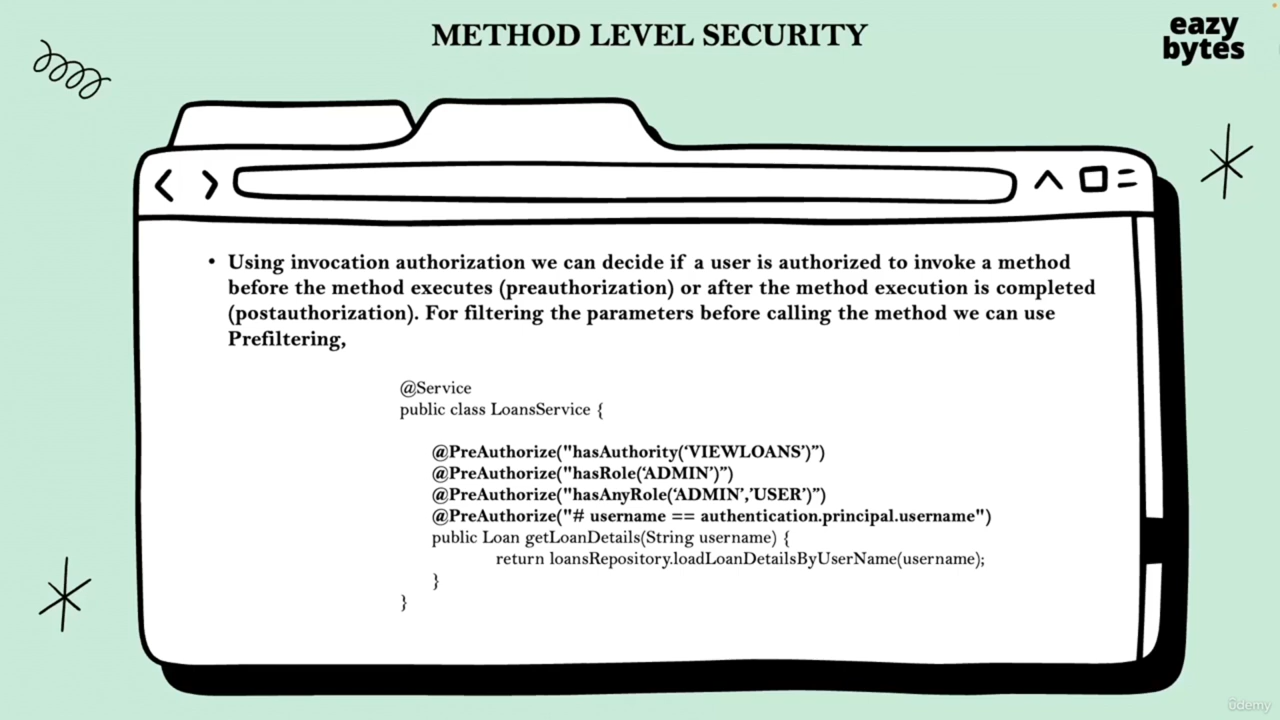 METHOD LEVEL SECURITY
eazy
bytes
• Using invocation authorization we can decide if a user is authorized to invoke a method
before the method executes (preauthorization) or after the method execution is completed
(postauthorization). For filtering the parameters before calling the method we can use
Prefiltering,
@Service
public class LoansService {
@PreAuthorize("hasAuthority(‘VIEWLOANS’)”)
@PreAuthorize("hasRole(‘ADMIN’)”)
@PreAuthorize("hasAnyRole(‘ADMIN’,’USER’)”)
@PreAuthorize("# username == authentication.principal.username")
public Loan getLoanDetails(String username) {
return loansRepository.loadLoanDetailsByUserName(username);
}
}
ûdemy